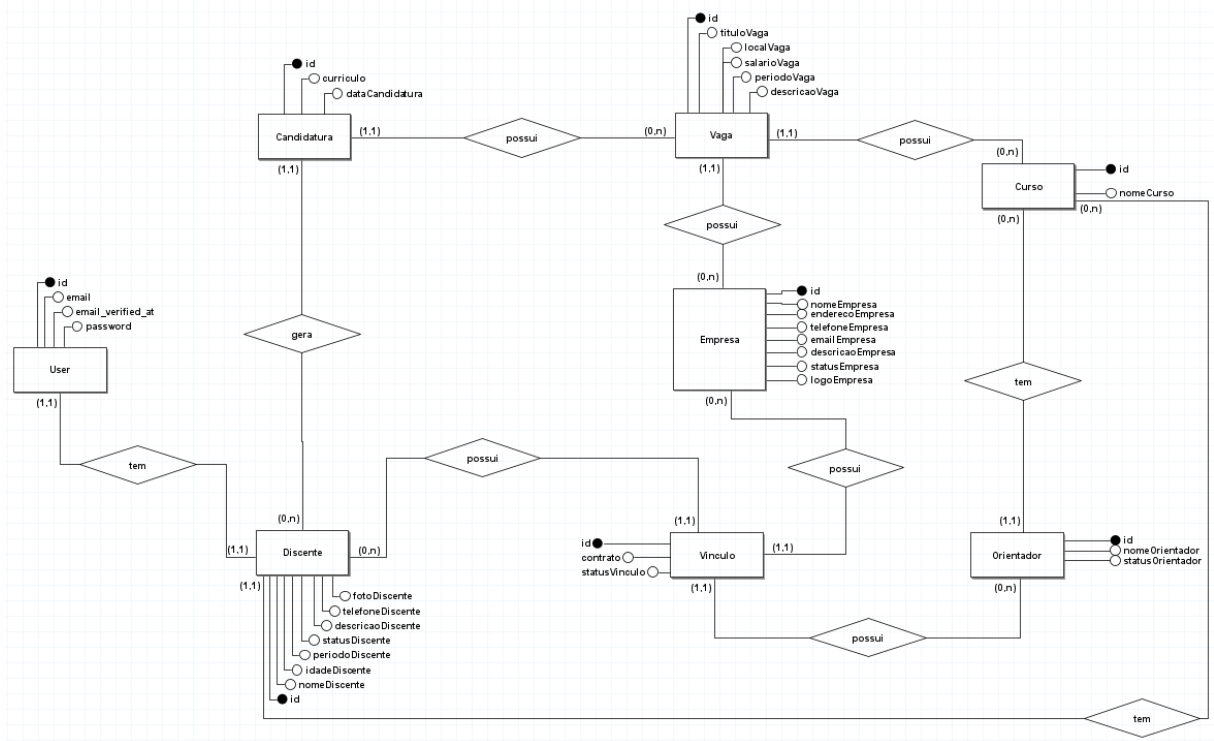 id
tituloVaga
localVaga
salarioVaga
periodoVaga
descricaoVaga
id
curriculo
dataCandidatura
Candidatura
(1,1)
possui
(0,n)
Vaga
(1,1)
possui
(0,n)
(1,1)
(1,1)
Curso
id
nomeCurso
(0,n)
(0,n)
possui
(0,n)
id
email
email_verified_at
password
User
(1,1)
gera
Empresa
id
nomeEmpresa
enderecoEmpresa
telefoneEmpresa
emailEmpresa
descricaoEmpresa
statusEmpresa
logoEmpresa
(0,n)
tem
tem
possui
possui
(0,n)
(1,1)
Discente
(0,n)
(1,1)
(1,1)
id
contrato
statusVinculo
Vinculo
(1,1)
(1,1)
(1,1)
Orientador
id
nomeOrientador
statusOrientador
(0,n)
possui
fotoDiscente
telefoneDiscente
descricaoDiscente
statusDiscente
periodoDiscente
idadeDiscente
nomeDiscente
id
tem